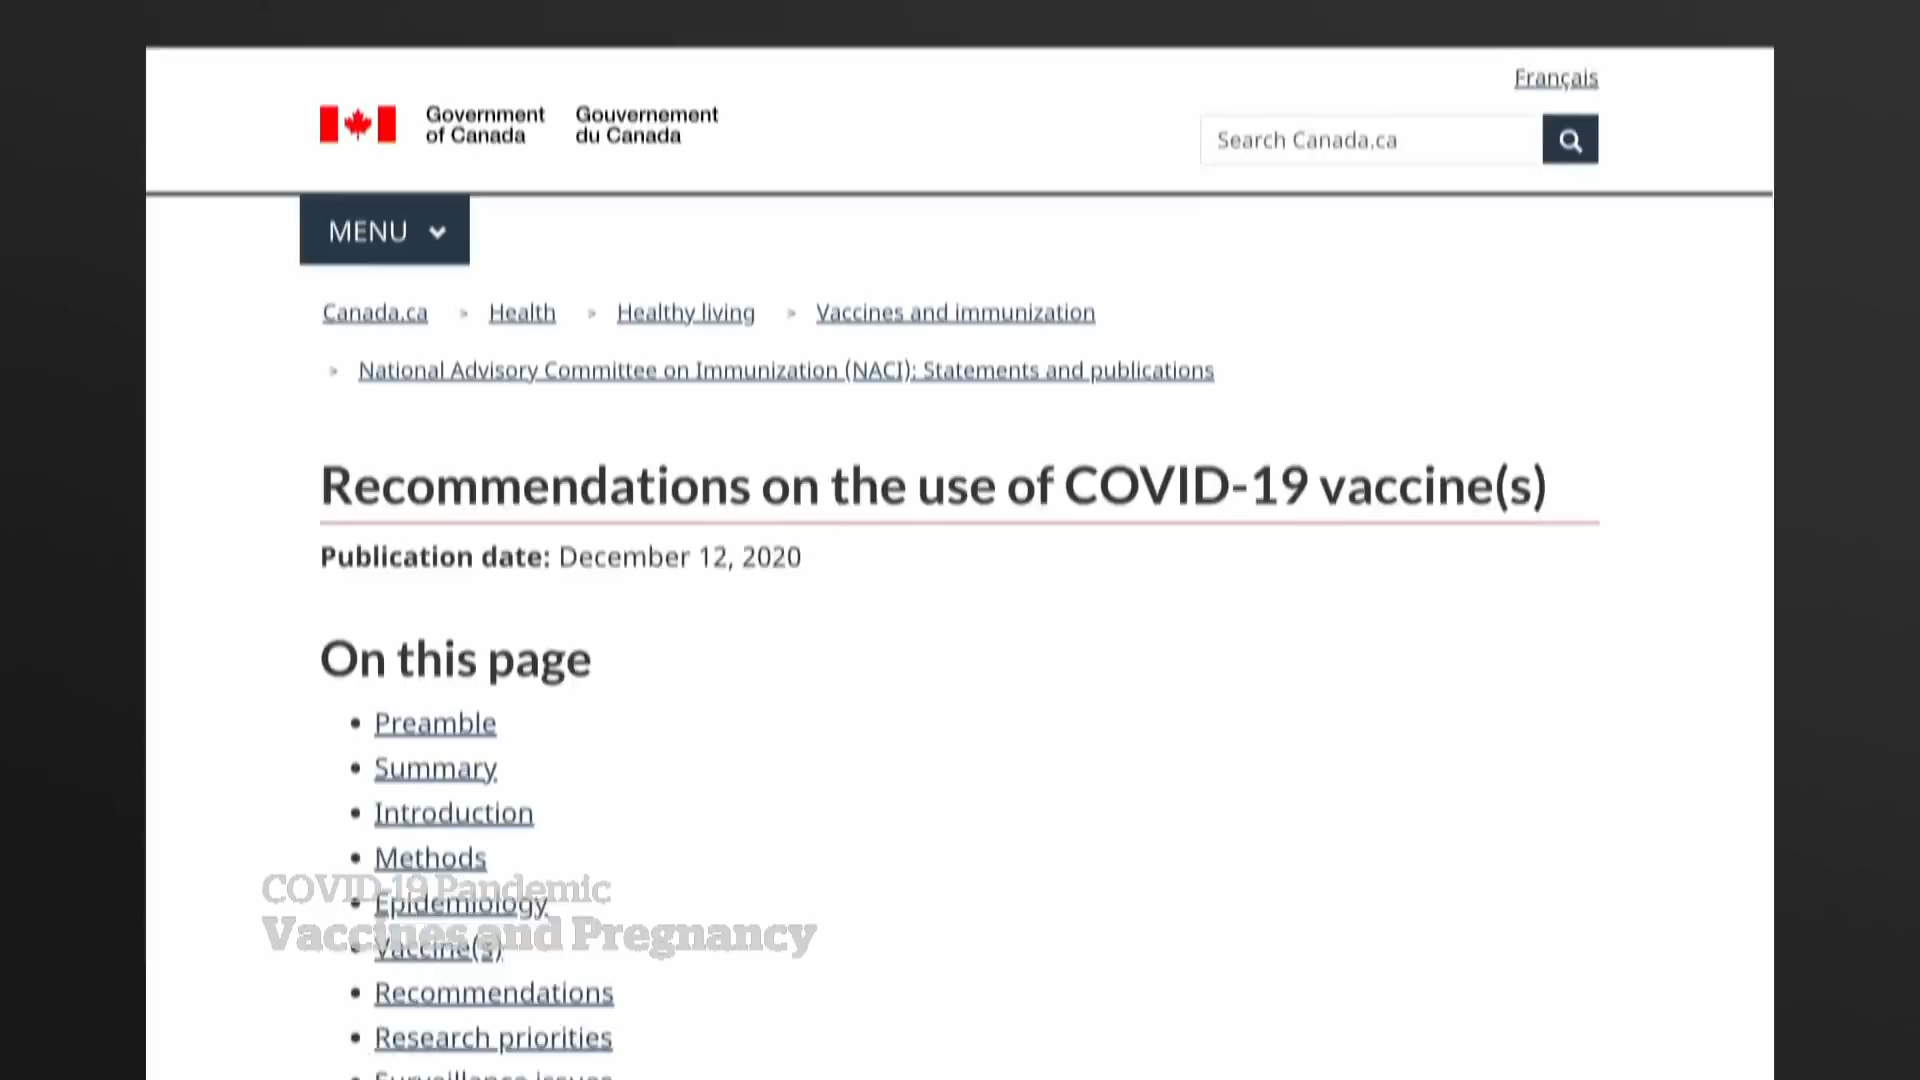 Français
Government
of Canada
Gouvernement
du Canada
Search Canada.ca
MENU
Canada.ca > Health > Healthy living > Vaccines and immunization
> National Advisory Committee on Immunization (NACI): Statements and publications
Recommendations on the use of COVID-19 vaccine(s)
Publication date: December 12, 2020
On this page
• Preamble
• Summary
• Introduction
• Methods
COVID-19 Pandemic
• Epidemiology
Vaccines and Pregnancy
• Vaccine(s)
• Recommendations
• Research priorities
• Surveillance issues